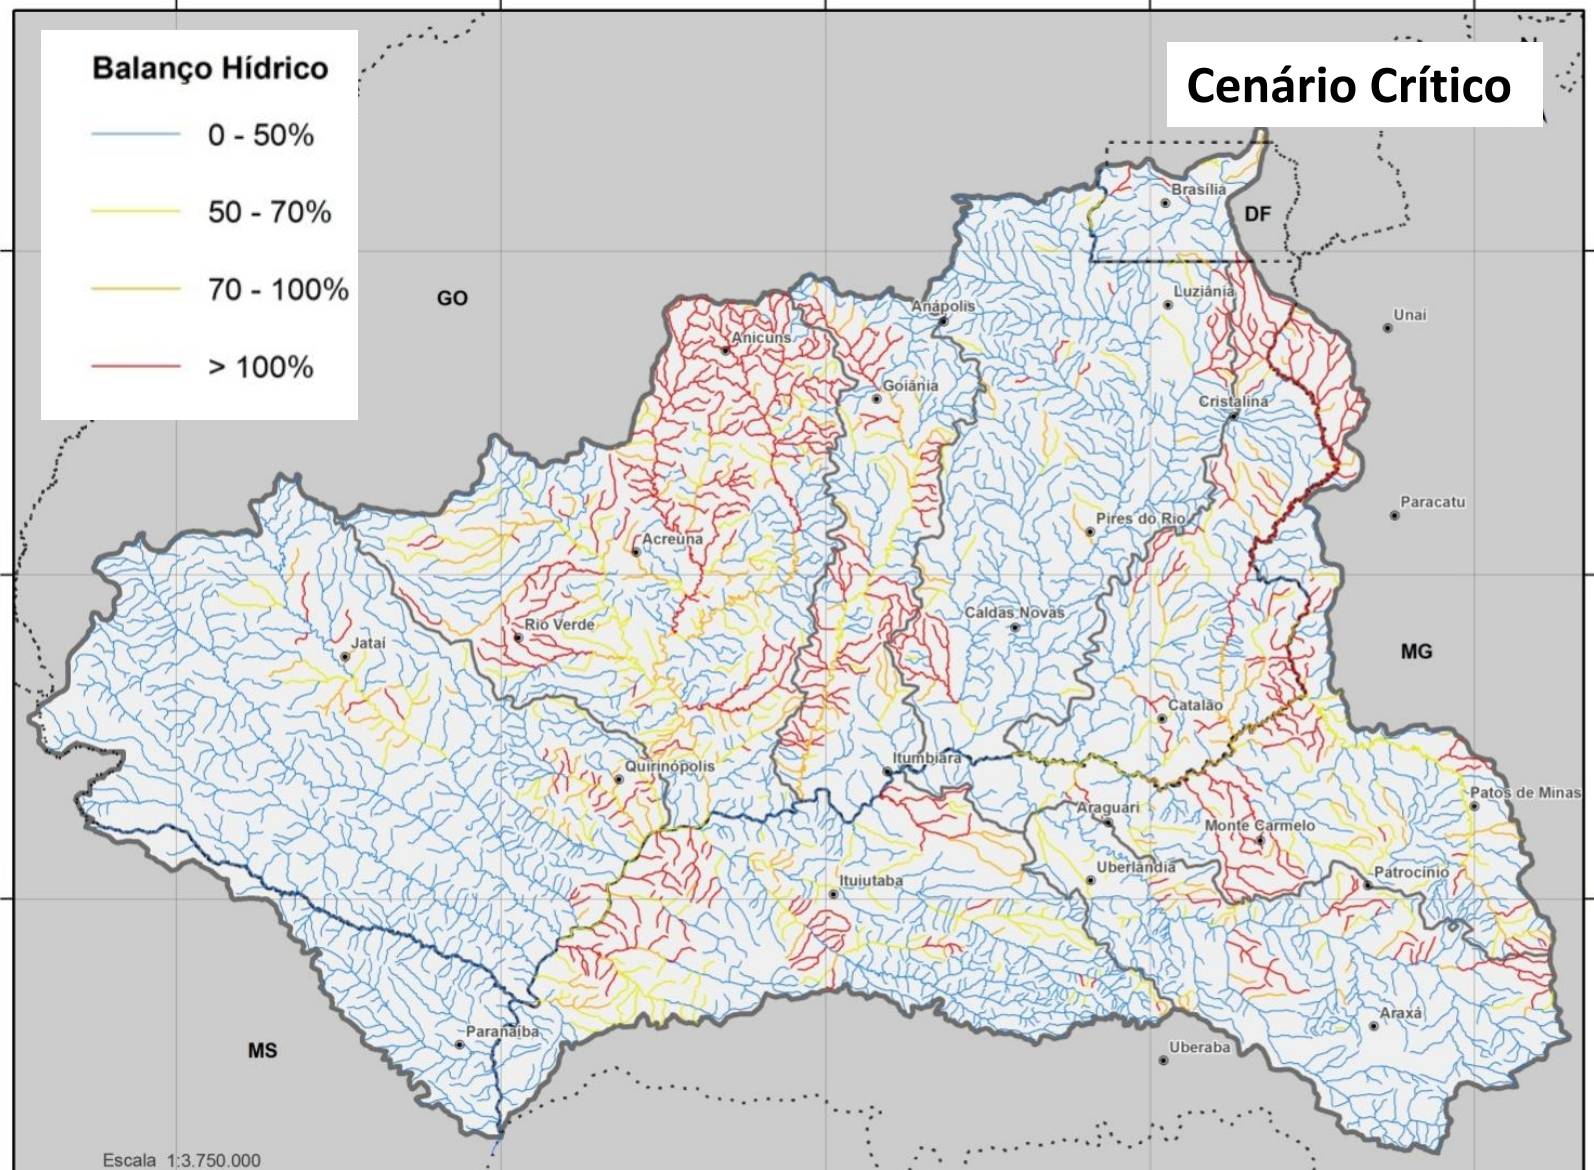 Balanço Hídrico
0 - 50%
50 - 70%
70 - 100%
> 100%
Cenário Crítico
Brasília
DF
GO
Luziânia
Anápolis
Unaí
Anicuns
Goiânia
Cristalina
Paracatu
Pires do Rio
Acreúna
Caldas Novas
Rio Verde
Jataí
MG
Catalão
Itumbiara
Quirinópolis
Patos de Minas
Araguari
Monte Carmelo
Patrocínio
Uberlândia
Ituiutaba
Araxá
Paranaíba
Uberaba
MS
Escala 1:3.750.000